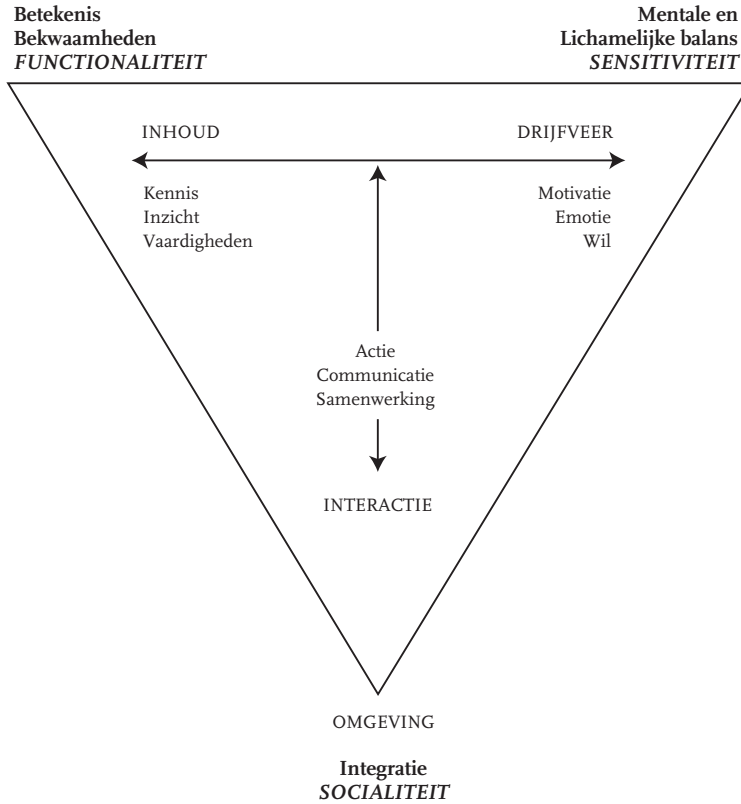 Betekenis
Bekwaamheden
FUNCTIONALITEIT
Mentale en
Lichamelijke balans
SENSITIVITEIT
INHOUD
DRIJFVEER
Kennis
Inzicht
Vaardigheden
Motivatie
Emotie
Wil
Actie
Communicatie
Samenwerking
INTERACTIE
OMGEVING
Integratie
SOCIALITEIT